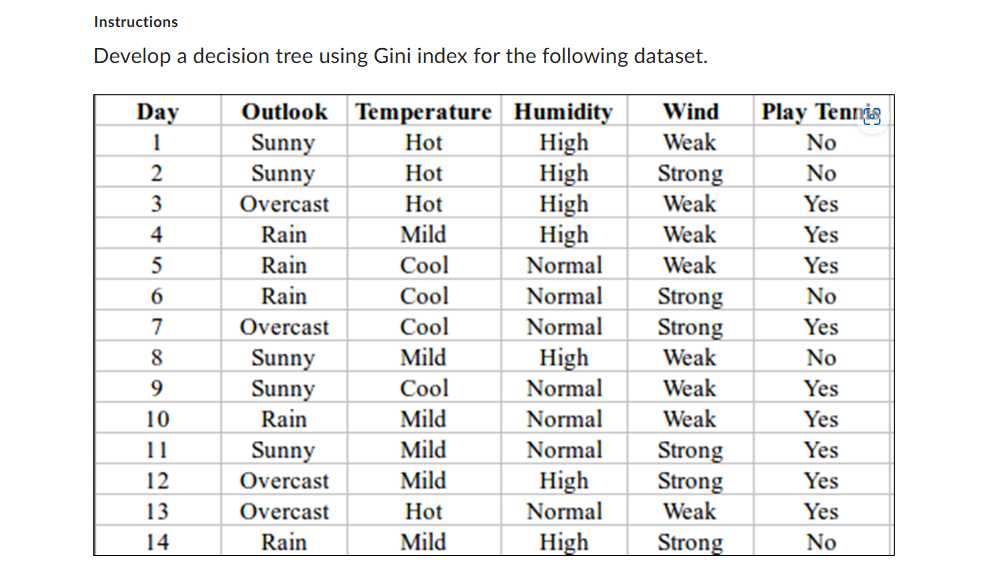 Instructions
Develop a decision tree using Gini index for the following dataset.
Day Outlook Temperature Humidity Wind Play Tennis
1 Sunny Hot High Weak No
2 Sunny Hot High Strong No
3 Overcast Hot High Weak Yes
4 Rain Mild High Weak Yes
5 Rain Cool Normal Weak Yes
6 Rain Cool Normal Strong No
7 Overcast Cool Normal Strong Yes
8 Sunny Mild High Weak No
9 Sunny Cool Normal Weak Yes
10 Rain Mild Normal Weak Yes
11 Sunny Mild Normal Strong Yes
12 Overcast Mild High Strong Yes
13 Overcast Hot Normal Weak Yes
14 Rain Mild High Strong No